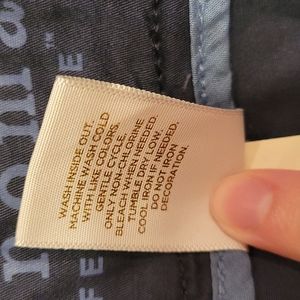 WASH INSIDE OUT.
MACHINE WASH COLD
WITH LIKE COLORS.
GENTLE CYCLE.
ONLY NON-CHLORINE
BLEACH WHEN NEEDED.
TUMBLE DRY LOW.
COOL IRON IF
NEEDED. DO NOT IRON
DECORATION.